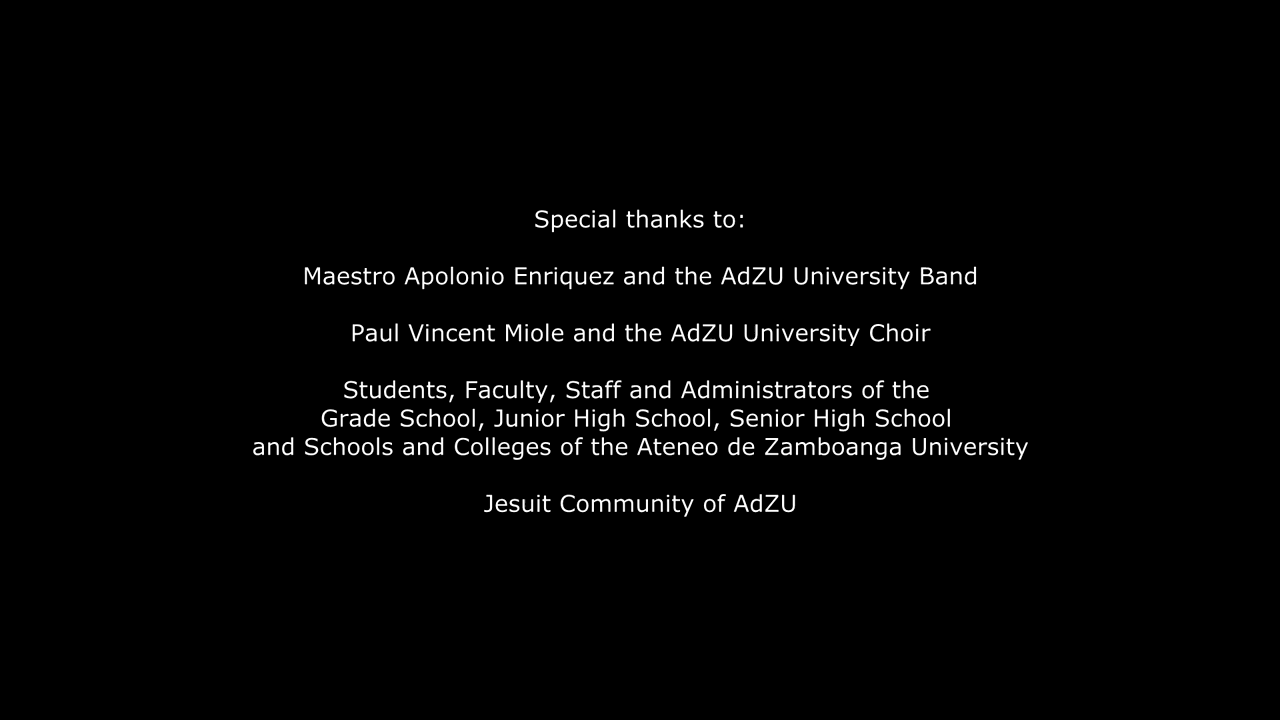 Special thanks to:
Maestro Apolonio Enriquez and the AdZU University Band
Paul Vincent Miole and the AdZU University Choir
Students, Faculty, Staff and Administrators of the
Grade School, Junior High School, Senior High School
and Schools and Colleges of the Ateneo de Zamboanga University
Jesuit Community of AdZU